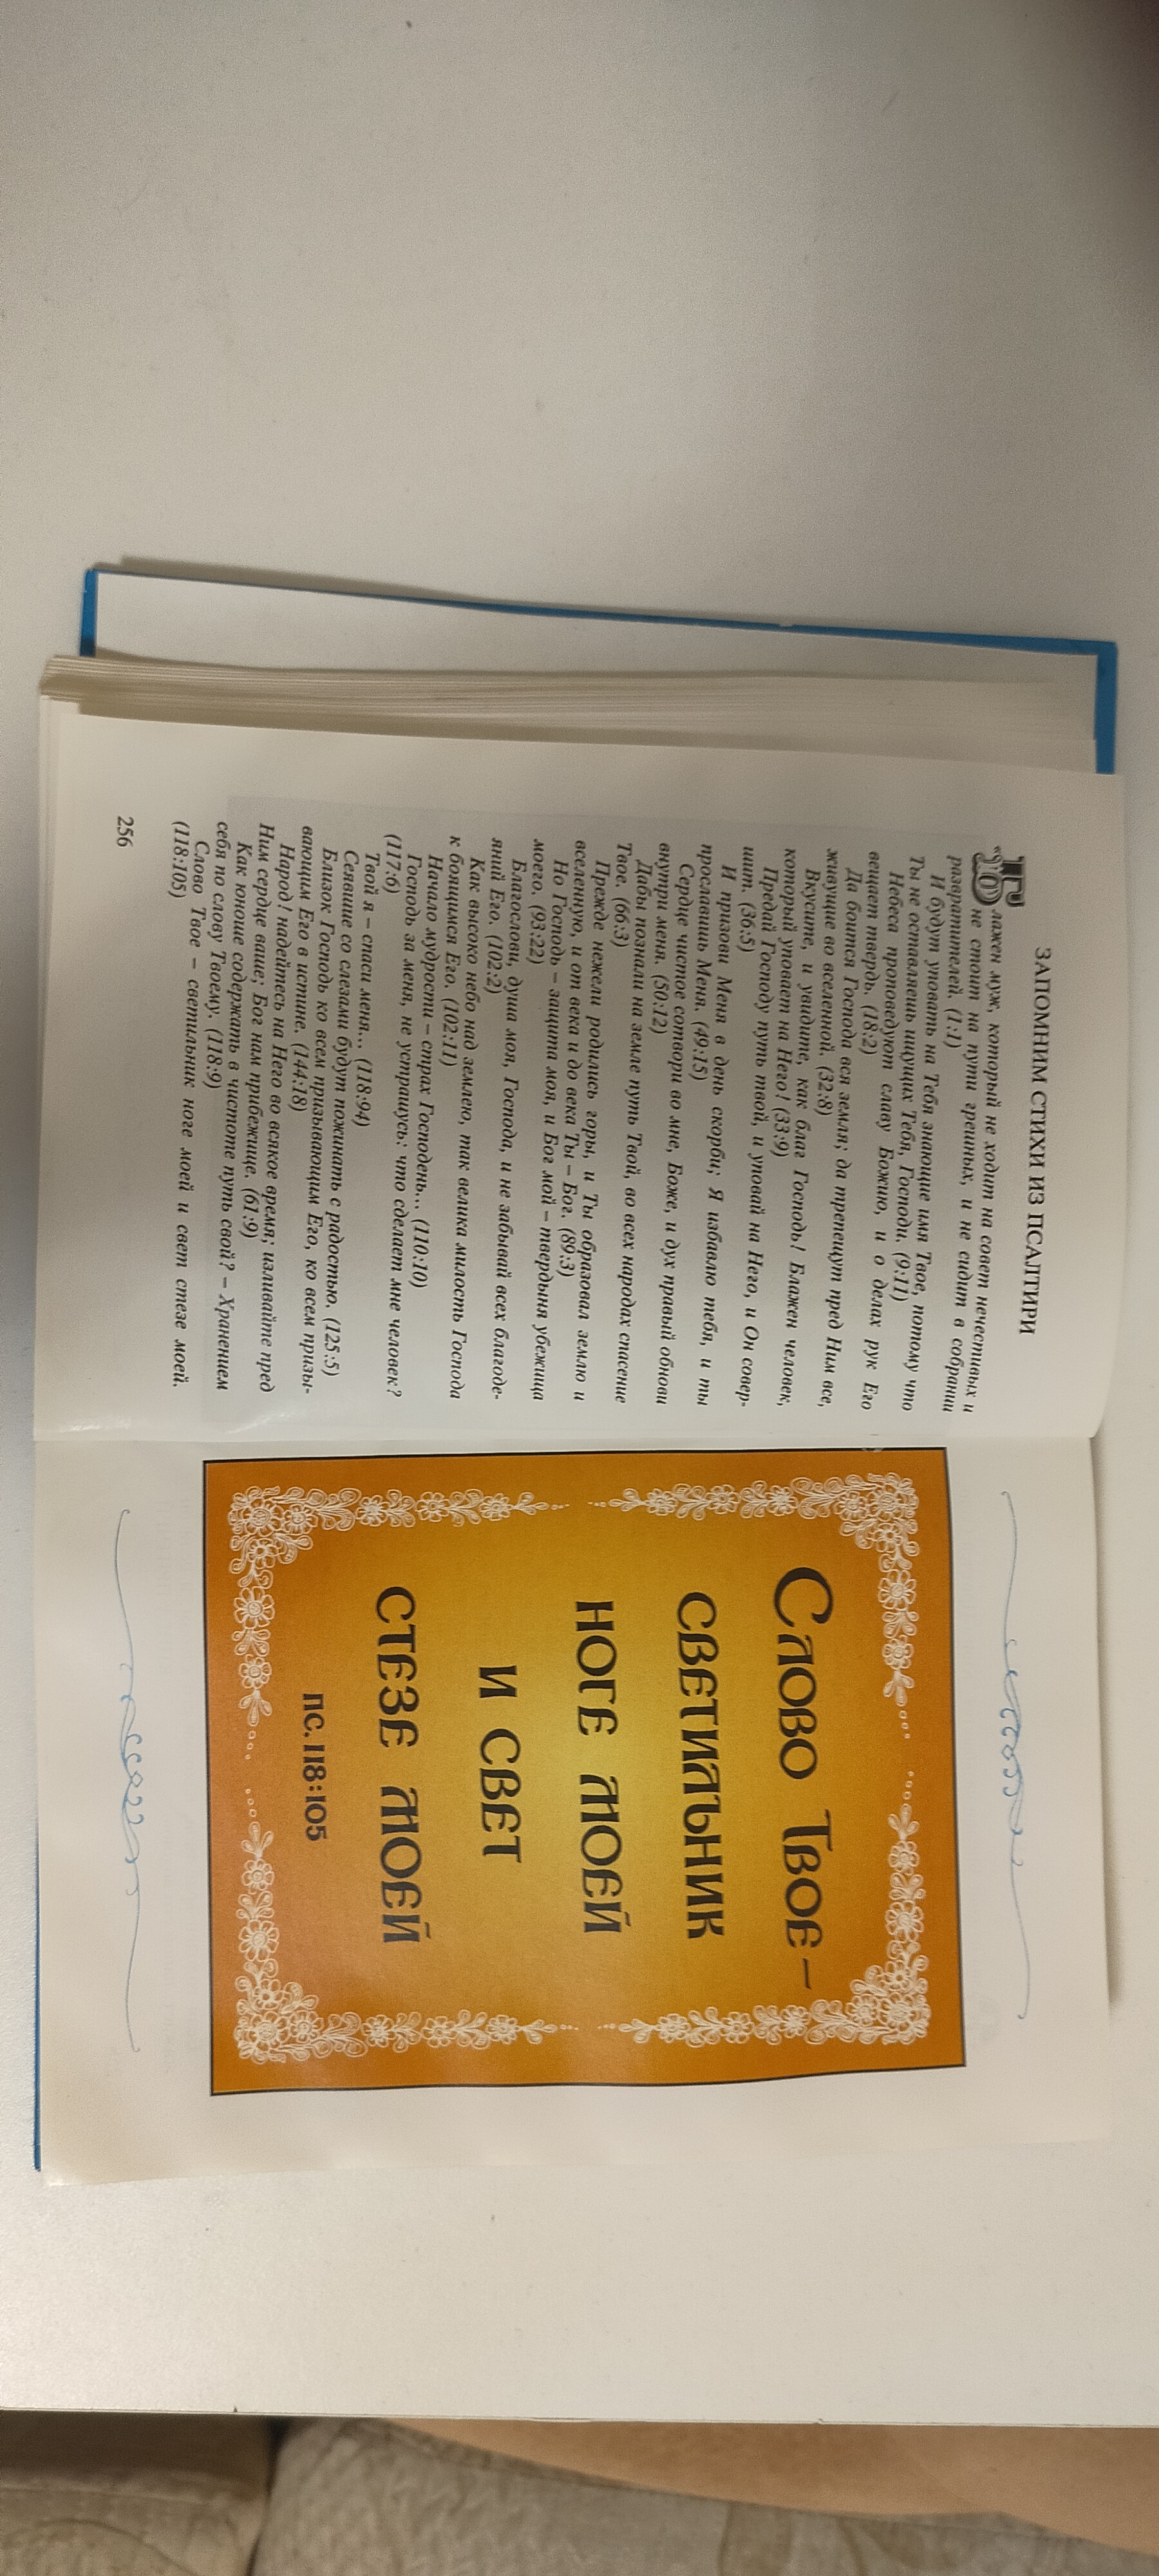 ЗАПОМНИМ СТИХИ ИЗ ПСАЛТИРИ
Блажен муж, который не ходит на совет нечестивых и
не стоит на пути грешных, и не сидит в собрании
развратителей. (1:1)
И будут уповать на Тебя знающие имя Твое, потому что
Ты не оставляешь ищущих Тебя, Господи. (9:11)
Небеса проповедуют славу Божию, и о делах рук Его
вещает твердь. (18:2)
Да боится Господа вся земля; да трепещут пред Ним все,
живущие во вселенной. (32:8)
Вкусите, и увидите, как благ Господь! Блажен человек,
который уповает на Него! (33:9)
Предай Господу путь твой, и уповай на Него, и Он совер-
шит. (36:5)
И призови Меня в день скорби; Я избавлю тебя, и ты
прославишь Меня. (49:15)
Сердце чистое сотвори во мне, Боже, и дух правый обнови
внутри меня. (50:12)
Дабы познали на земле путь Твой, во всех народах спасение
Твое. (66:3)
Прежде нежели родились горы, и Ты образовал землю и
вселенную, и от века и до века Ты – Бог. (89:3)
Но Господь – защита моя, и Бог мой – твердыня убежища
моего. (93:22)
Благослови, душа моя, Господа, и не забывай всех благоде-
яний Его. (102:2)
Как высоко небо над землею, так велика милость Господа
к боящимся Его. (102:11)
Начало мудрости – страх Господень... (110:10)
Господь за меня, не устрашусь: что сделает мне человек?
(117:6)
Твой я – спаси меня... (118:94)
Сеявшие со слезами будут пожинать с радостью. (125:5)
Близок Господь ко всем призывающим Его, ко всем призы-
вающим Его в истине. (144:18)
Народ! надейтесь на Него во всякое время; изливайте пред
Ним сердце ваше; Бог нам прибежище. (61:9)
Как юноше содержать в чистоте путь свой? – Хранением
себя по слову Твоему. (118:9)
Слово Твое – светильник ноге моей и свет стезе моей.
(118:105)
256
Слово Твое –
светильник
ноге моей
и свет
стезе моей
пс. 118:105